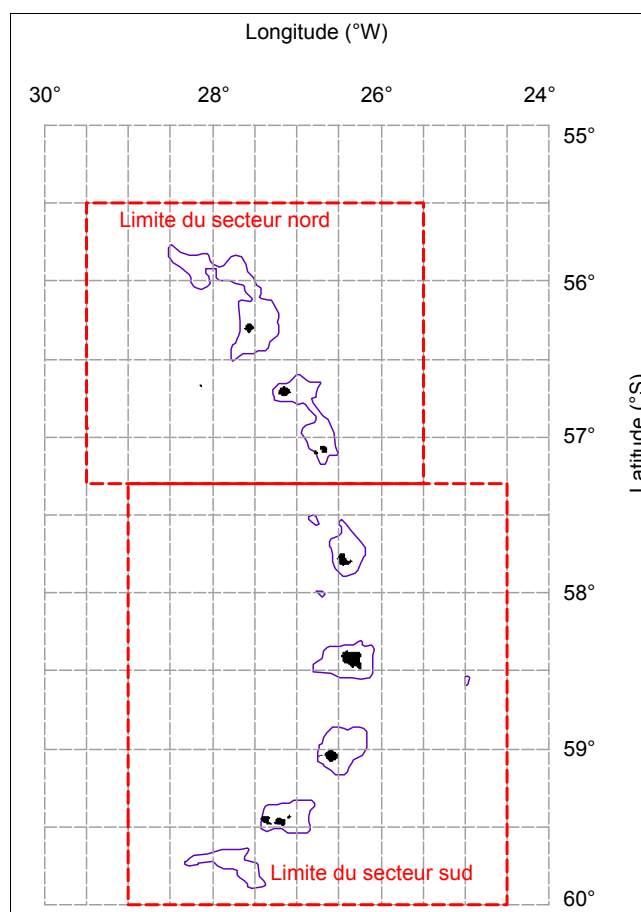 Longitude (°W)
30° 28° 26° 24°
55°
Limite du secteur nord
56°
Latitude (°S)
57°
58°
59°
Limite du secteur sud
60°